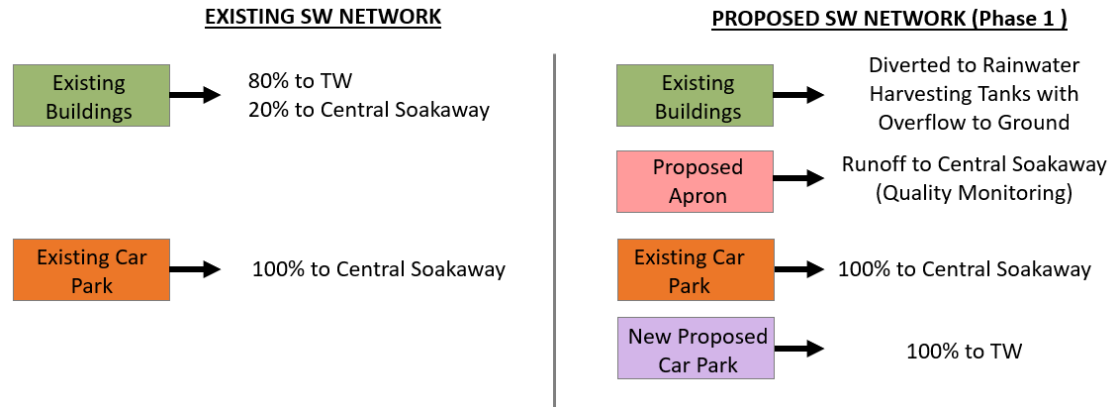 EXISTING SW NETWORK
Existing
Buildings
80% to TW
20% to Central Soakaway
Existing Car
Park
100% to Central Soakaway
PROPOSED SW NETWORK (Phase 1 )
Existing
Buildings
Diverted to Rainwater
Harvesting Tanks with
Overflow to Ground
Proposed
Apron
Runoff to Central Soakaway
(Quality Monitoring)
Existing Car
Park
100% to Central Soakaway
New Proposed
Car Park
100% to TW